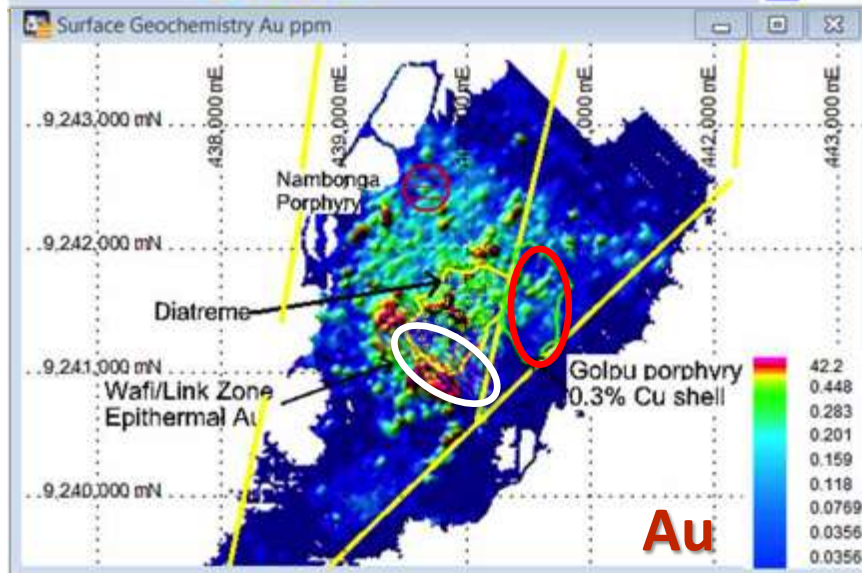 Surface Geochemistry Au ppm
438,000 mE
439,000 mE
000 mE
442,000 mE
443,000 mE
9,243,000 mN
Nambonga
Porphyry
9,242,000 mN
Diatreme
9,241,000 mN
Wafi/Link Zone
Epithermal Au
Golpu porphyry
0.3% Cu shell
9,240,000 mN
Au
42.2
0.448
0.283
0.201
0.159
0.118
0.0769
0.0356
0.0356